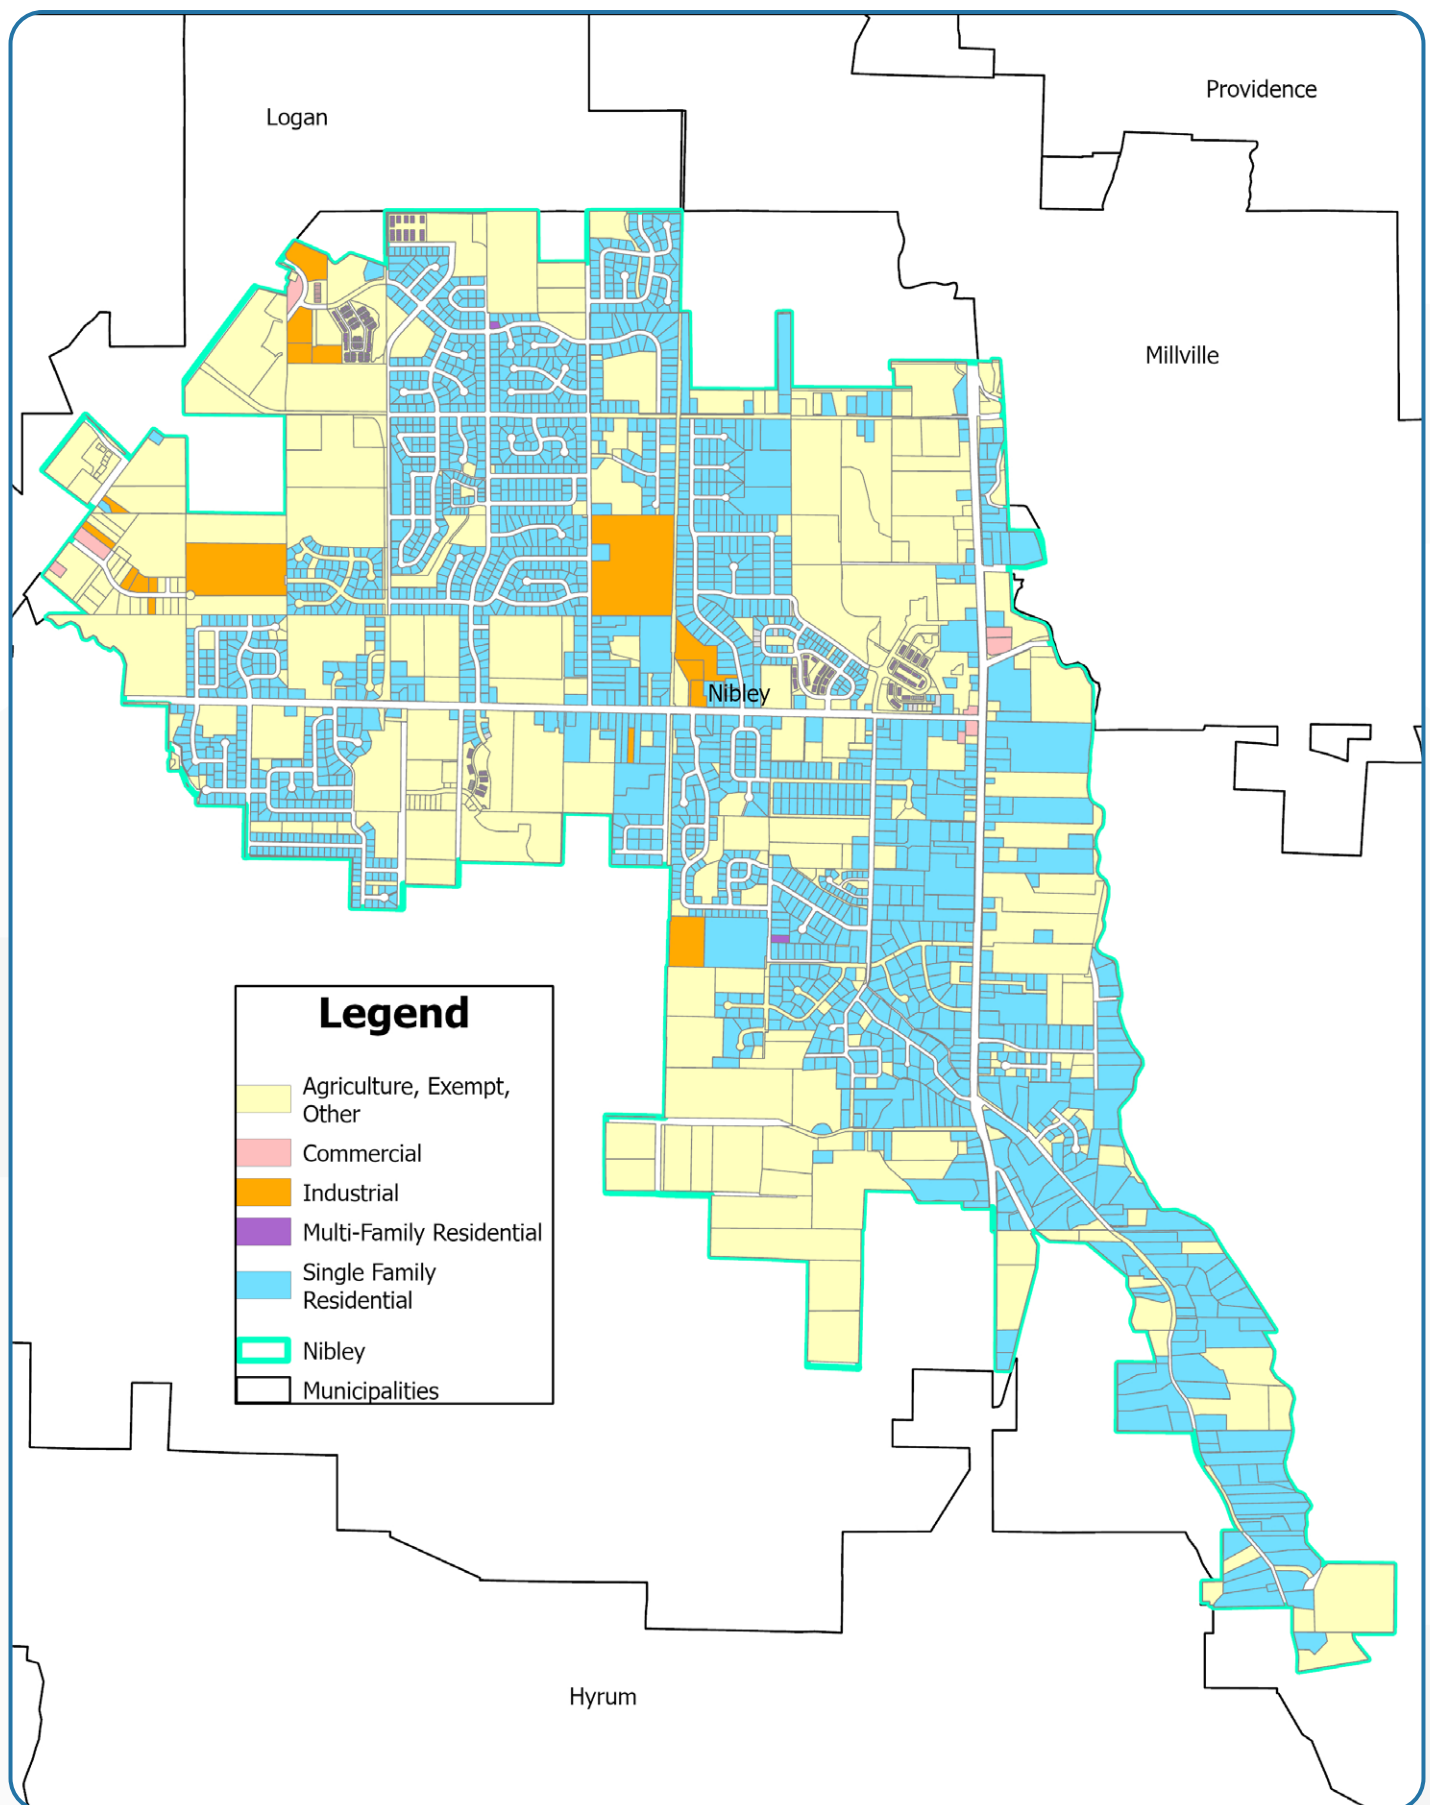 Providence
Logan
Millville
Nibley
Legend
Agriculture, Exempt,
Other
Commercial
Industrial
Multi-Family Residential
Single Family
Residential
Nibley
Municipalities
Hyrum